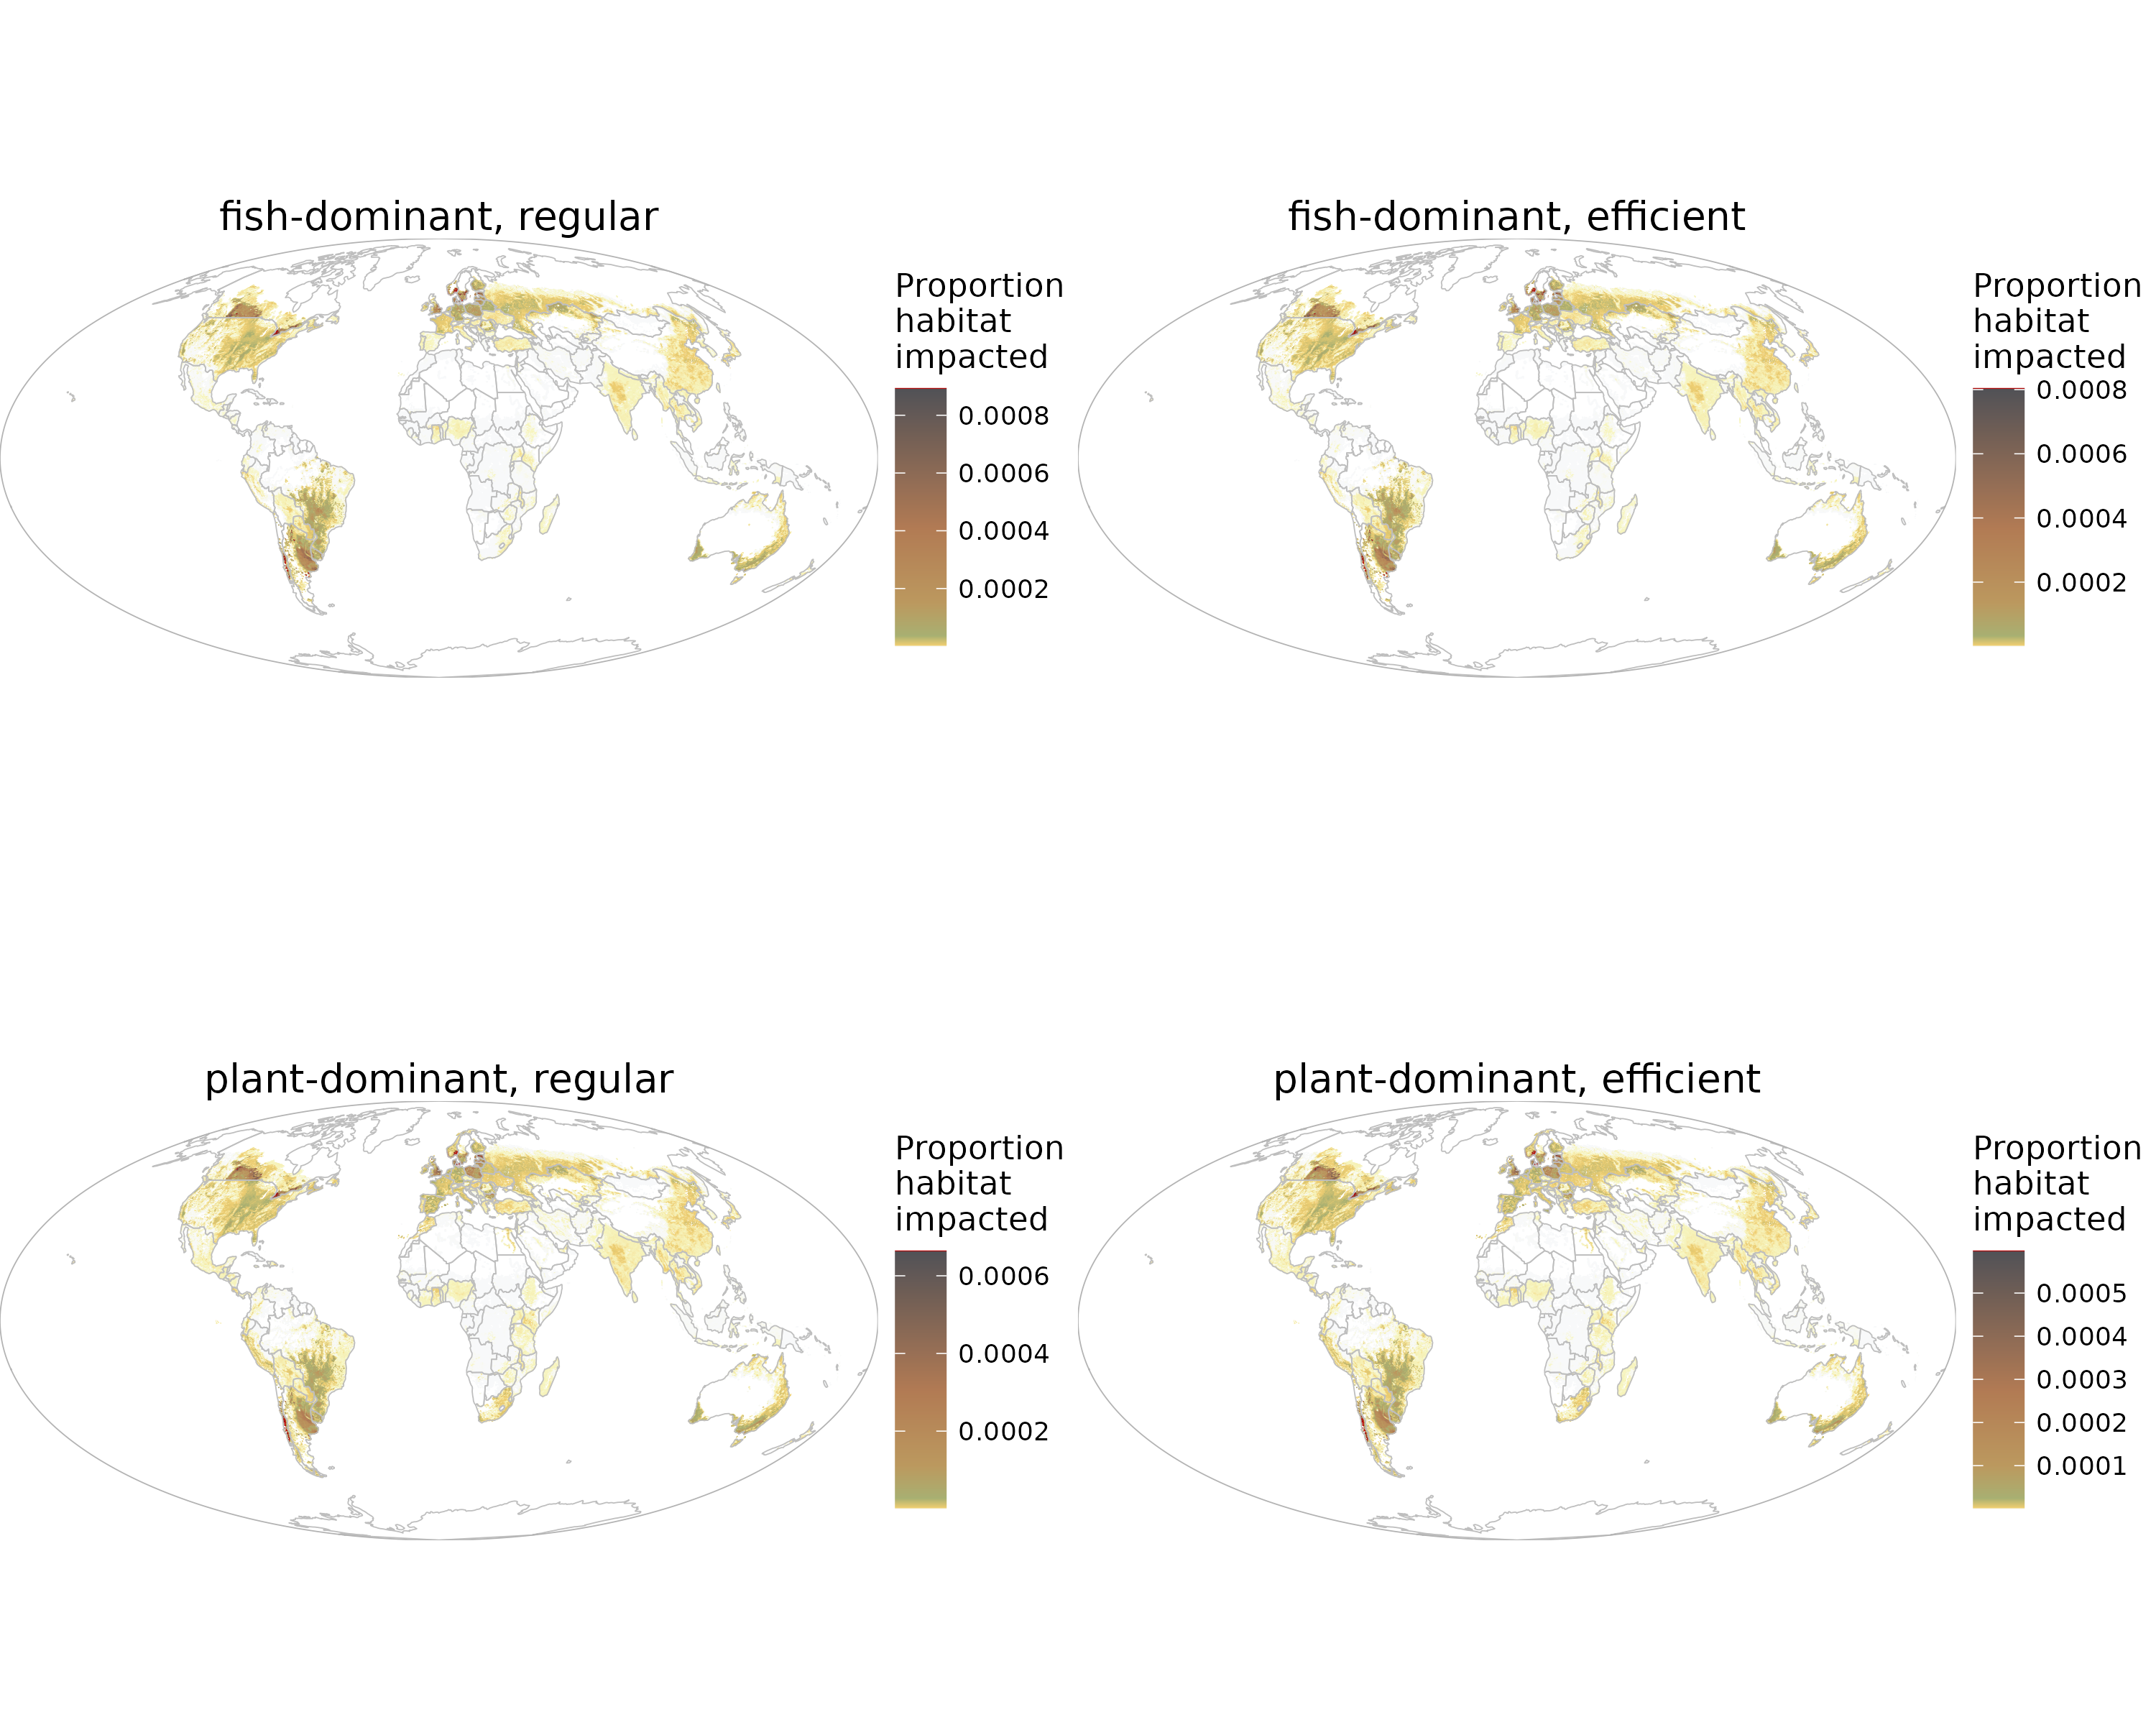 fish-dominant, regular
Proportion
habitat
impacted
0.0008
0.0006
0.0004
0.0002
fish-dominant, efficient
Proportion
habitat
impacted
0.0008
0.0006
0.0004
0.0002
plant-dominant, regular
Proportion
habitat
impacted
0.0006
0.0004
0.0002
plant-dominant, efficient
Proportion
habitat
impacted
0.0005
0.0004
0.0003
0.0002
0.0001